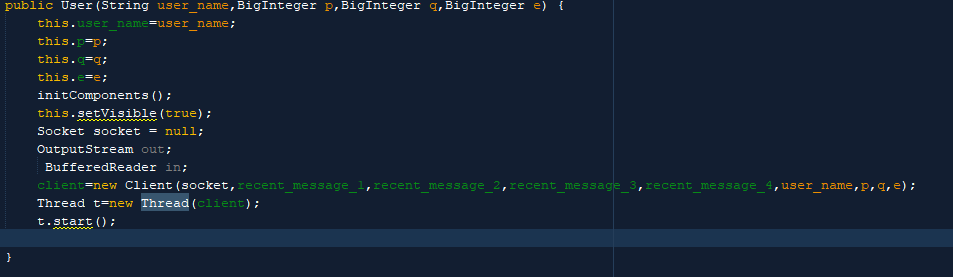 public User(String user_name,BigInteger p,BigInteger q,BigInteger e) {
this.user_name=user_name;
this.p=p;
this.q=q;
this.e=e;
initComponents();
this.setVisible(true);
Socket socket = null;
OutputStream out;
BufferedReader in;
client=new Client(socket,recent_message_1,recent_message_2,recent_message_3,recent_message_4,user_name,p,q,e);
Thread t=new Thread(client);
t.start();
}